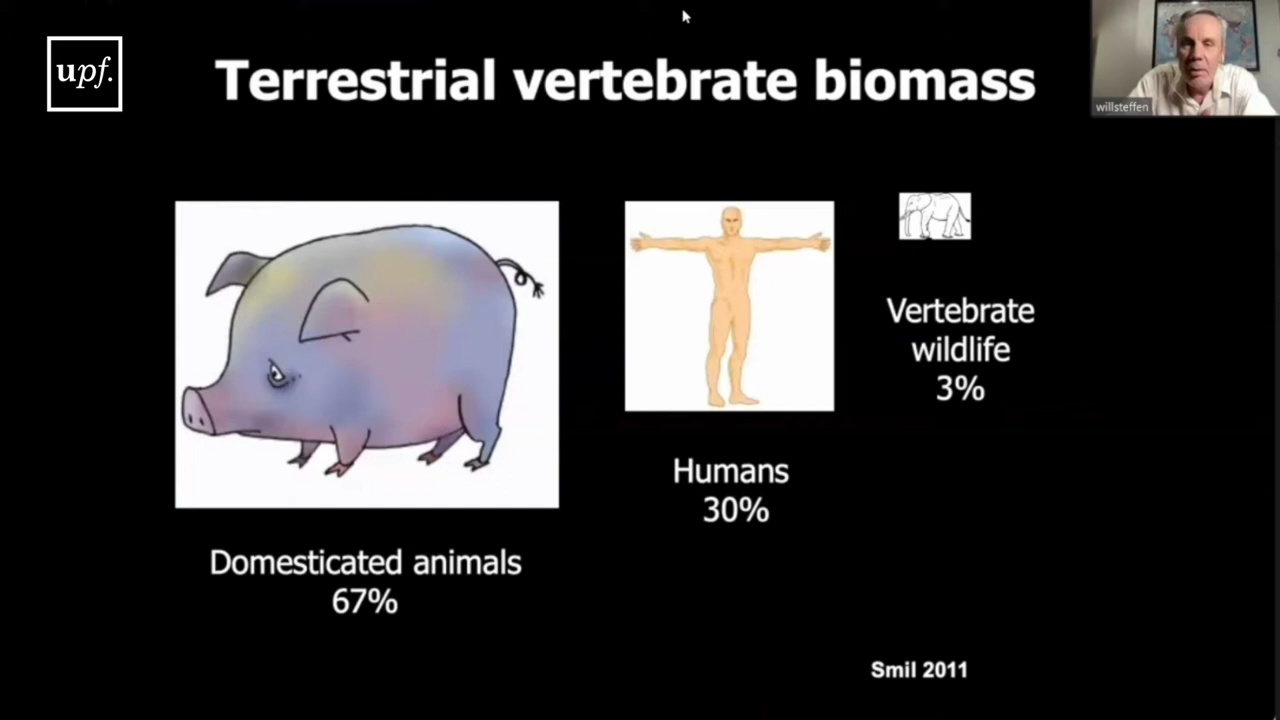 upf.
Terrestrial vertebrate biomass
willsteffen
Vertebrate
wildlife
3%
Humans
30%
Domesticated animals
67%
Smil 2011